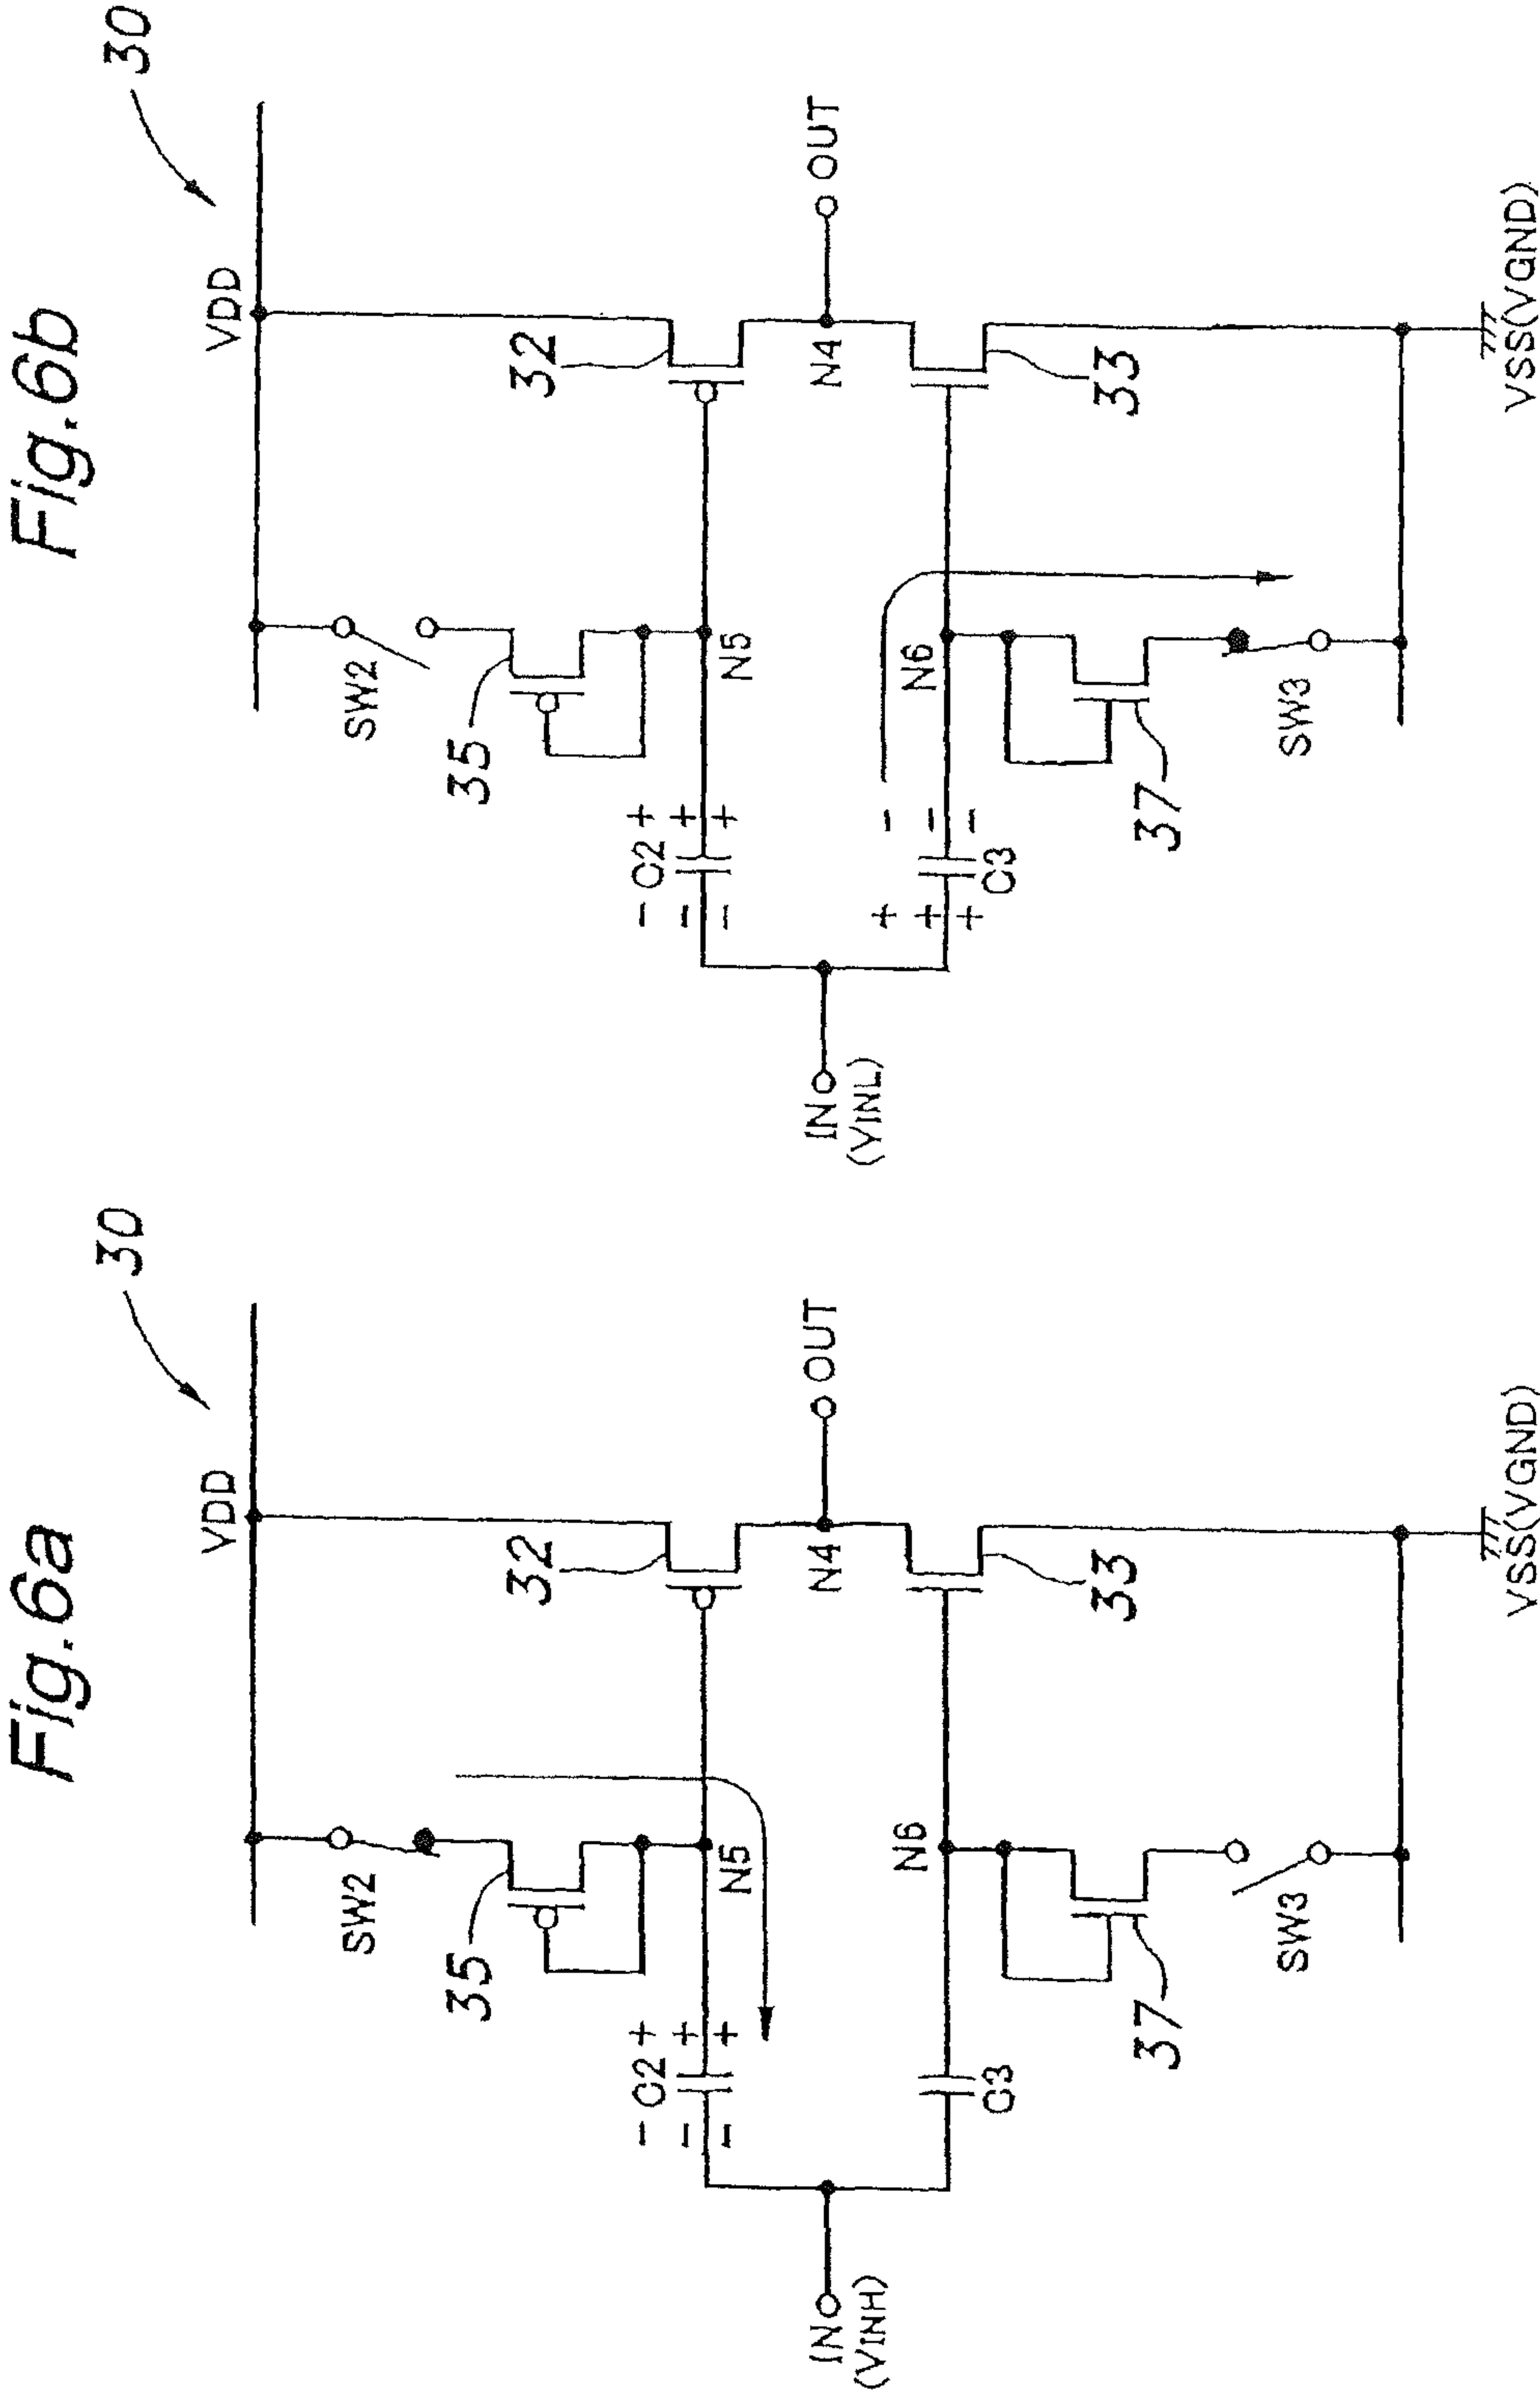 Fig.6a
30
VDD
SW2
35
32
- C2 +
- +
- +
N5
N4
OUT
IN
(VINH)
N6
C3
33
37
SW3
VSS(VGND)
Fig.6b
30
VDD
SW2
35
32
- C2 +
- +
- +
N5
N4
OUT
IN
(VINL)
N6
+ -
+ -
+ -
C3
33
37
SW3
VSS(VGND)